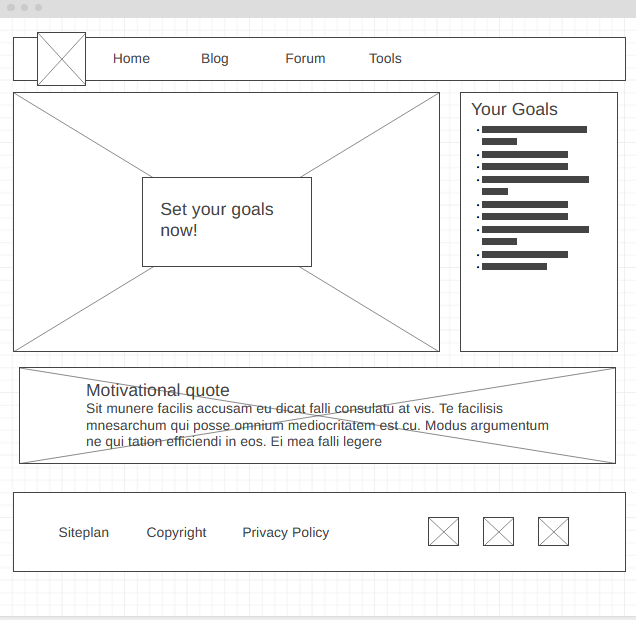 Home Blog Forum Tools
Your Goals
Set your goals
now!
Motivational quote
Sit munere facilis accusam eu dicat falli consulatu at vis. Te facilisis
mnesarchum qui posse omnium mediocritatem est cu. Modus argumentum
ne qui tation efficiendi in eos. Ei mea falli legere
Siteplan Copyright Privacy Policy